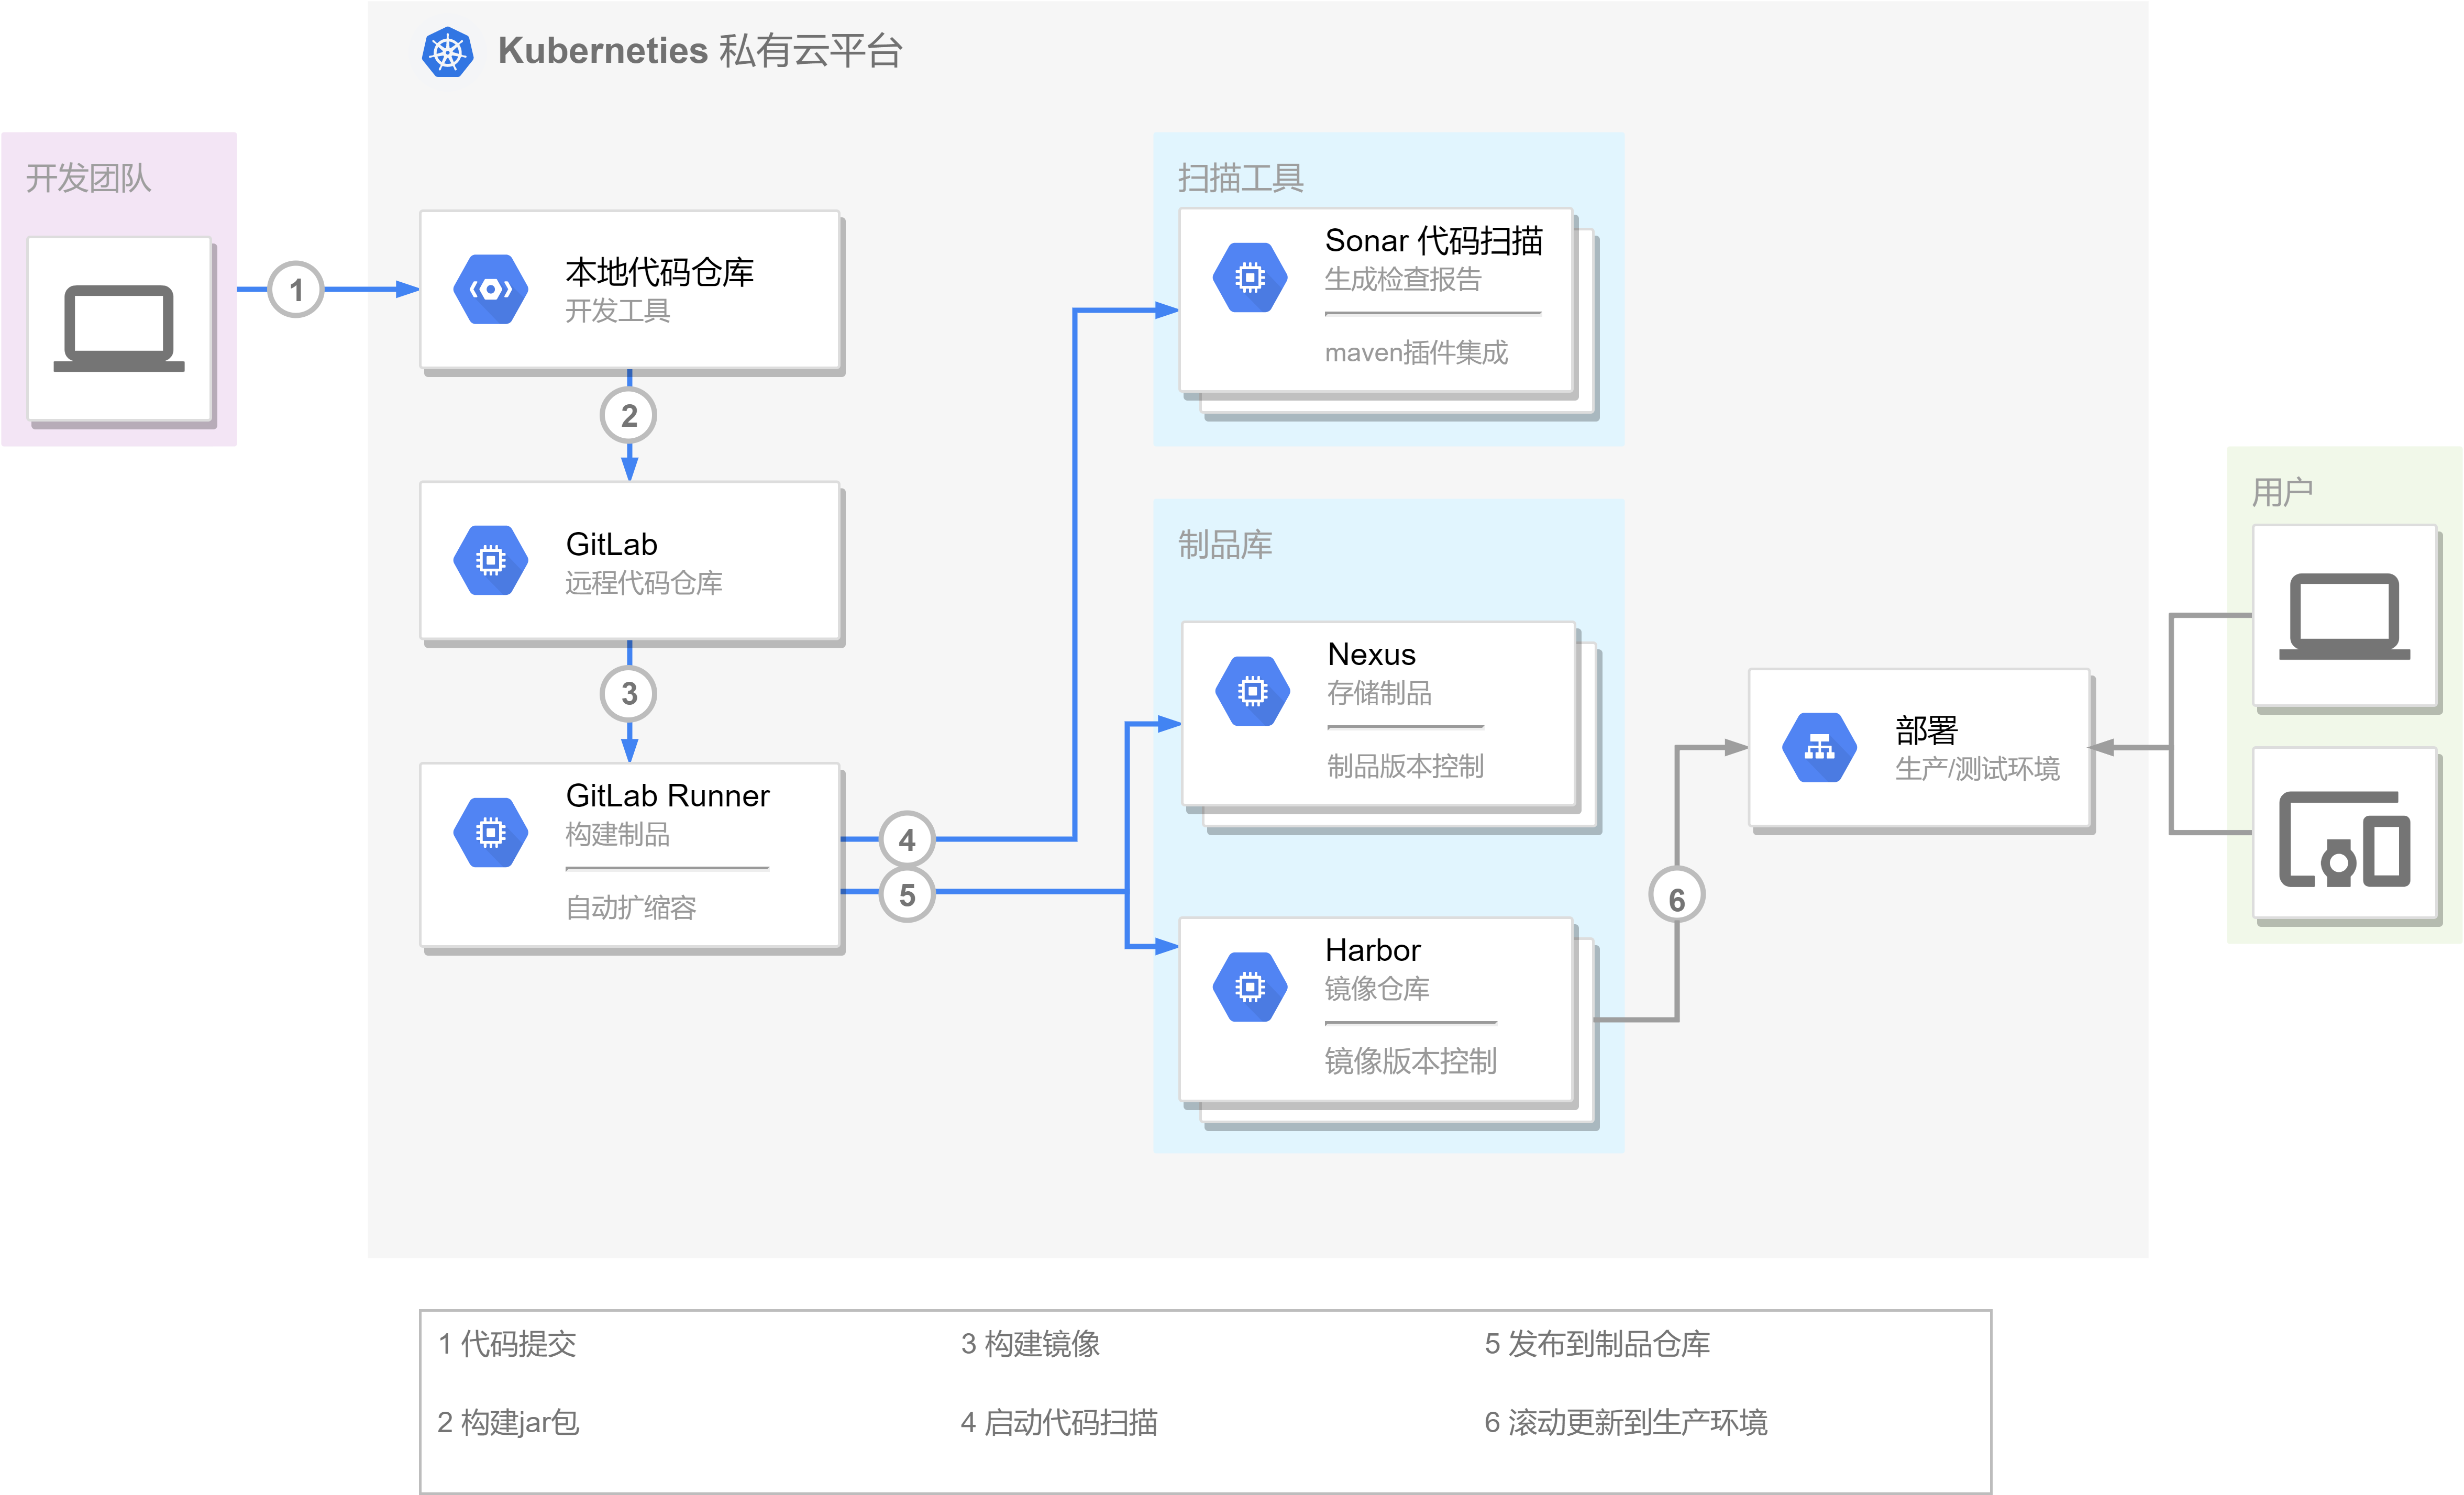 Kuberneties 私有云平台
开发团队
1
本地代码仓库
开发工具
2
GitLab
远程代码仓库
3
GitLab Runner
构建制品
自动扩缩容
4
5
扫描工具
Sonar 代码扫描
生成检查报告
maven插件集成
制品库
Nexus
存储制品
制品版本控制
Harbor
镜像仓库
镜像版本控制
6
部署
生产/测试环境
用户
1 代码提交
2 构建jar包
3 构建镜像
4 启动代码扫描
5 发布到制品仓库
6 滚动更新到生产环境